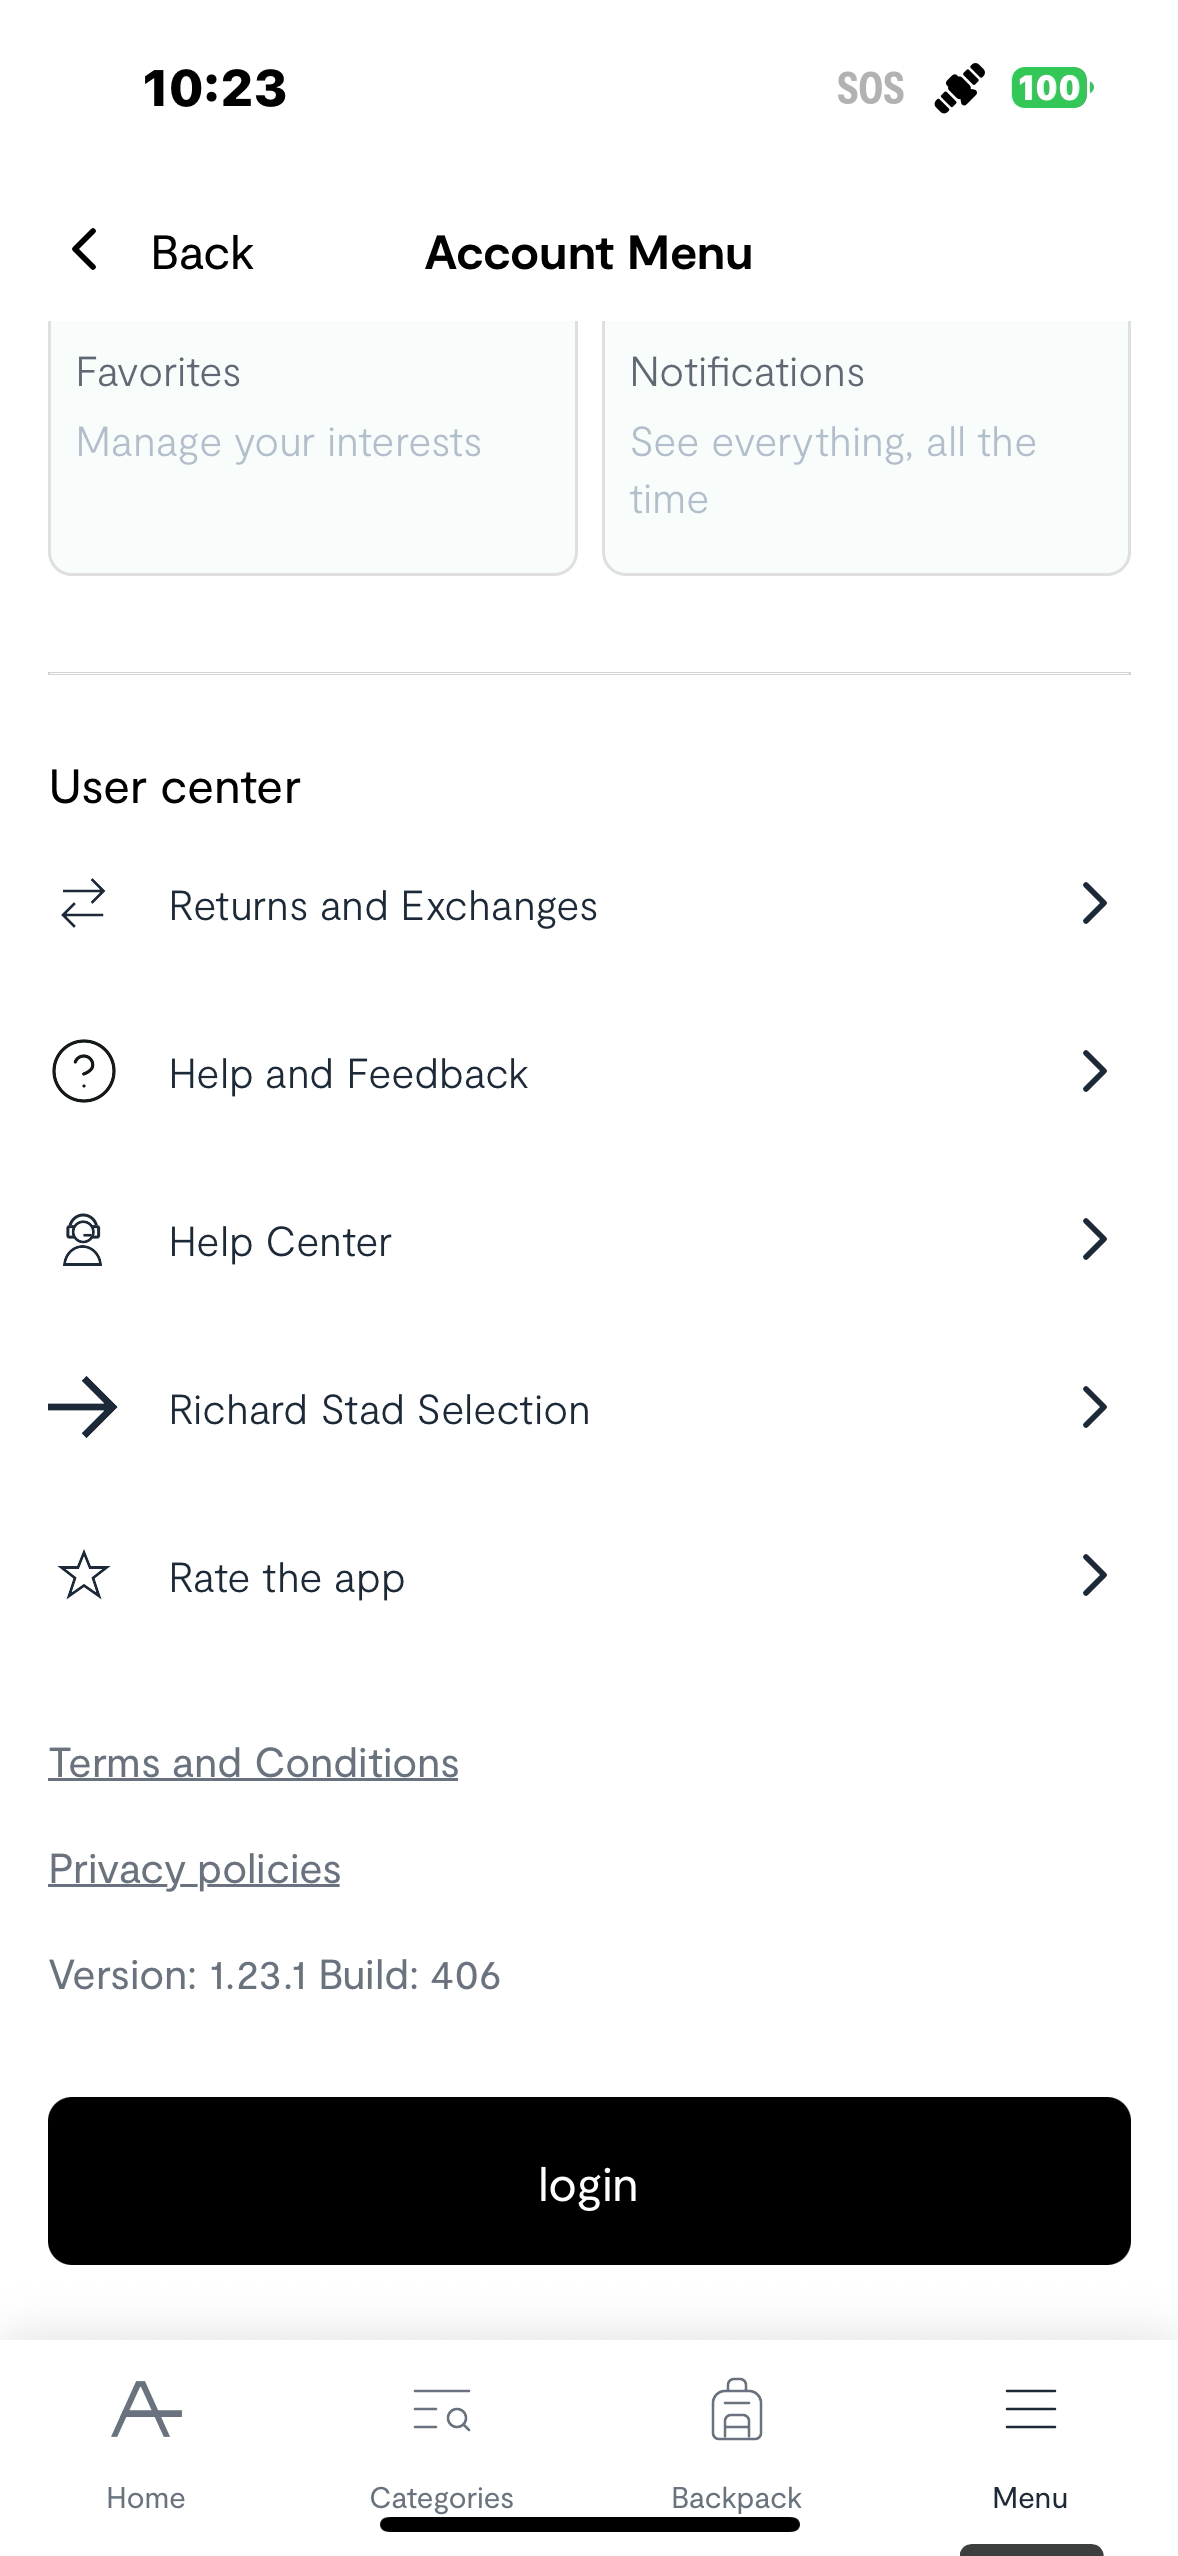 10:23 SOS 100
Back Account Menu
Favorites
Manage your interests
Notifications
See everything, all the
time
User center
Returns and Exchanges
Help and Feedback
Help Center
Richard Stad Selection
Rate the app
Terms and Conditions
Privacy policies
Version: 1.23.1 Build: 406
login
Home Categories Backpack Menu